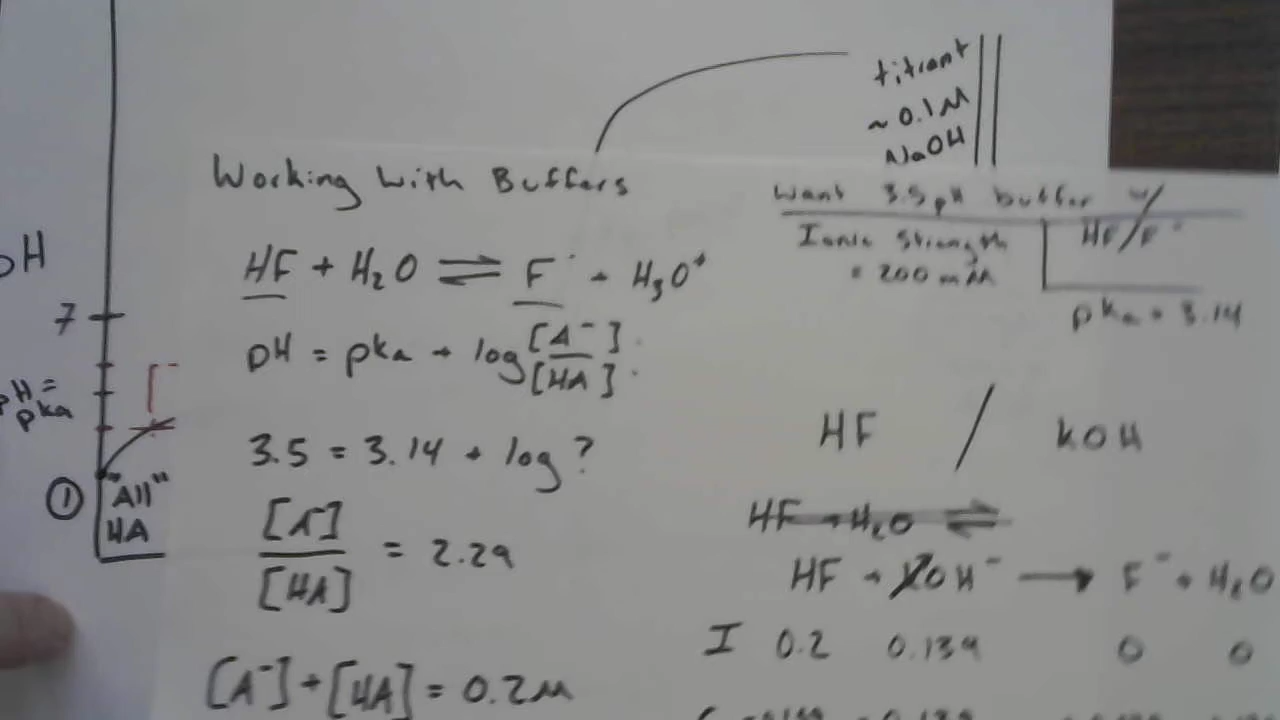 titrant
~ 0.1M
NaOH
Working with Buffers
want 3.5 pH buffer w/
HF/F⁻
Ionic Strength
= 200 mM
pKa = 3.14
HF + H₂O ⇌ F⁻ + H₃O⁺
pH = pka + log [A⁻]
[HA]
3.5 = 3.14 + log ?
[A⁻]
[HA]
= 2.29
[A⁻] + [HA] = 0.2M
HF / KOH
HF + H₂O ⇌
HF + KOH⁻ → F⁻ + H₂O
I 0.2 0.139 0 0
pH
7
pH =
pka
① "All"
HA